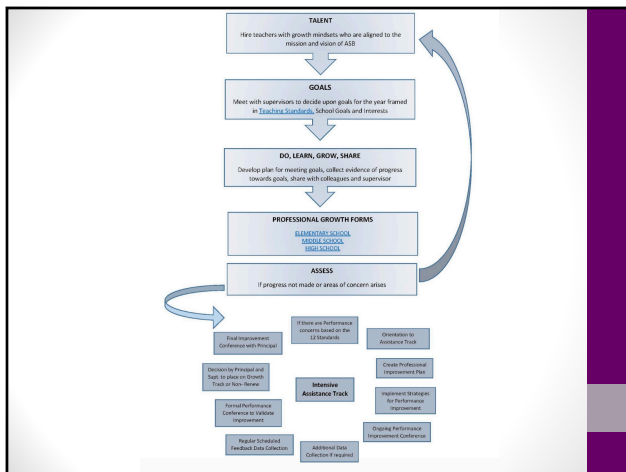 TALENT
Hire teachers with growth mindsets who are aligned to the
mission and vision of ASB
GOALS
Meet with supervisors to decide upon goals for the year framed
in Teaching Standards, School Goals and Interests
DO, LEARN, GROW, SHARE
Develop plan for meeting goals, collect evidence of progress
towards goals, share with colleagues and supervisor
PROFESSIONAL GROWTH FORMS
ELEMENTARY SCHOOL
MIDDLE SCHOOL
HIGH SCHOOL
ASSESS
If progress not made or areas of concern arises
If there are Performance
concerns based on the
12 Standards
Orientation to
Assistance Track
Create Professional
Improvement Plan
Implement Strategies
for Performance
Improvement
Ongoing Performance
Improvement Conference
Additional Data
Collection if required
Regular Scheduled
Feedback Data Collection
Formal Performance
Conference to Validate
Improvement
Decision by Principal and
Supt. to place on Growth
Track or Non- Renew
Final Improvement
Conference with Principal
Intensive
Assistance Track